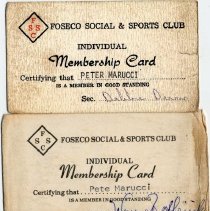 F
S S
C
FOSECO SOCIAL & SPORTS CLUB
INDIVIDUAL
Membership Card
Certifying that PETER MARUCCI
IS A MEMBER IN GOOD STANDING
Sec. Debbie
F
S S
C
FOSECO SOCIAL & SPORTS CLUB
INDIVIDUAL
Membership Card
Certifying that Pete Marucci
IS A MEMBER IN GOOD STANDING